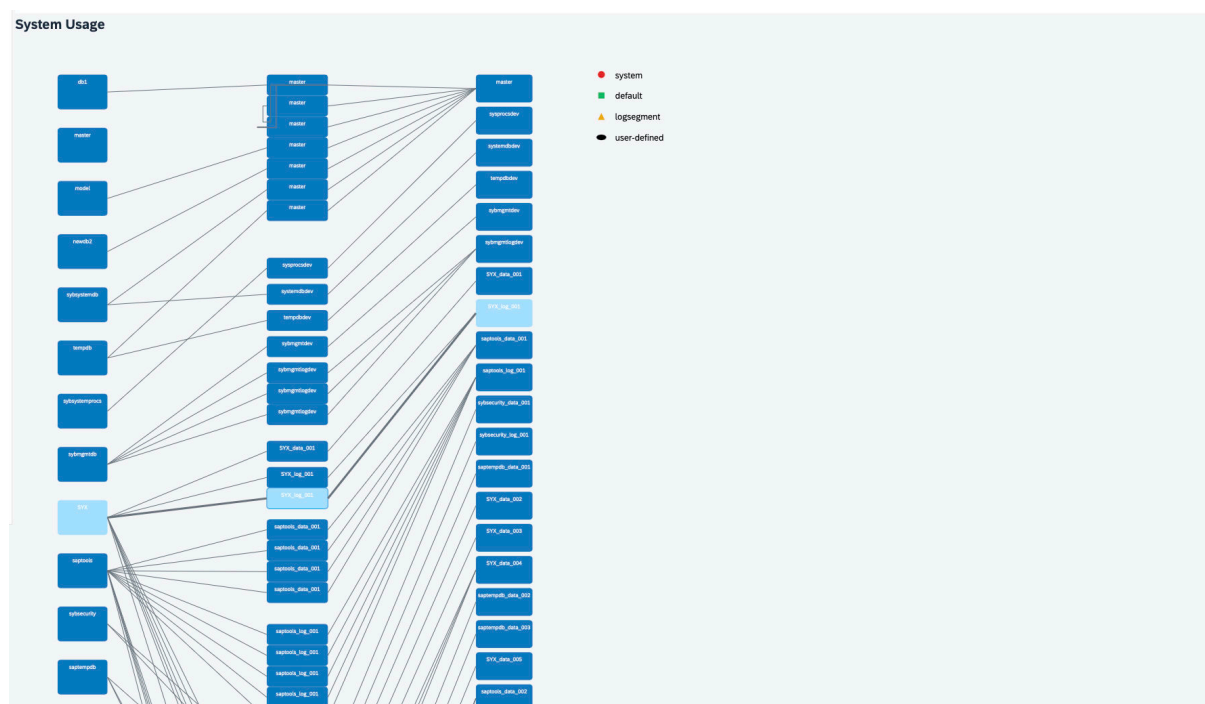 System Usage
db1
master
model
newdb2
sybsystemdb
tempdb
sybsystemprocs
sybmgmtdb
SYX
saptools
sybsecurity
saptempdb
master
master
master
master
master
master
master
sysprocsdev
systemdbdev
tempdbdev
sybmgmtdev
sybmgmtlogdev
sybmgmtlogdev
sybmgmtlogdev
SYX_data_001
SYX_log_001
SYX_log_001
saptools_data_001
saptools_data_001
saptools_data_001
saptools_data_001
saptools_log_001
saptools_log_001
saptools_log_001
saptools_log_001
master
sysprocsdev
systemdbdev
tempdbdev
sybmgmtdev
sybmgmtlogdev
SYX_data_001
SYX_log_001
saptools_data_001
saptools_log_001
sybsecurity_data_001
sybsecurity_log_001
saptempdb_data_001
SYX_data_002
SYX_data_003
SYX_data_004
saptempdb_data_002
saptempdb_data_003
SYX_data_005
saptools_data_002
system
default
logsegment
user-defined